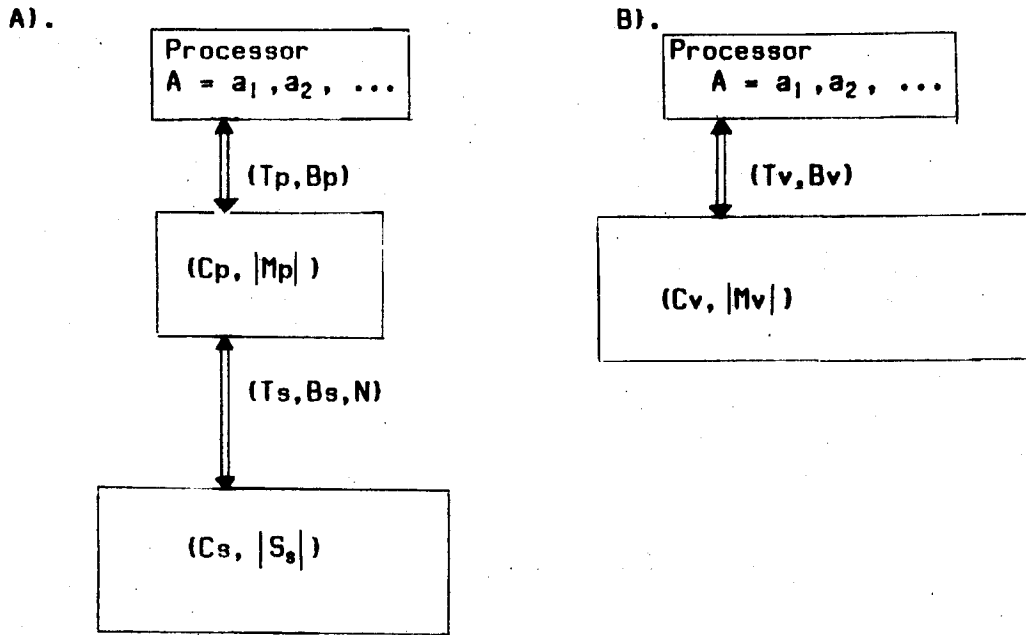 A).
Processor
A = a₁ ,a₂ , ...
(Tp,Bp)
(Cp, |Mp| )
(Ts,Bs,N)
(Cs, |Sₛ| )
B).
Processor
A = a₁ ,a₂ , ...
(Tv,Bv)
(Cv, |Mv| )